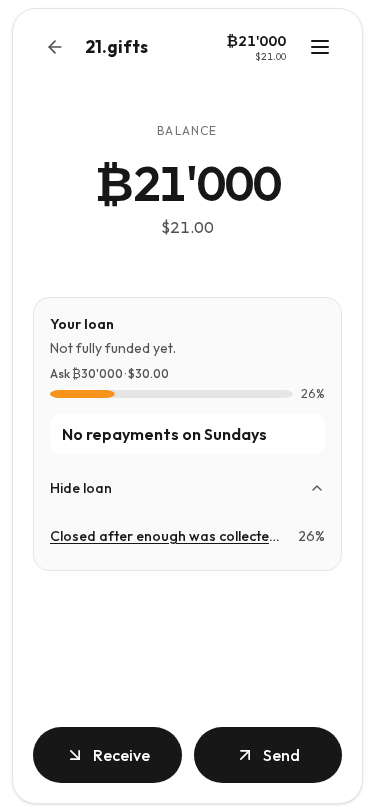 21.gifts
₿21'000
$21.00
BALANCE
₿21'000
$21.00
Your loan
Not fully funded yet.
Ask ₿30'000 · $30.00
26%
No repayments on Sundays
Hide loan
Closed after enough was collecte... 26%
Receive
Send